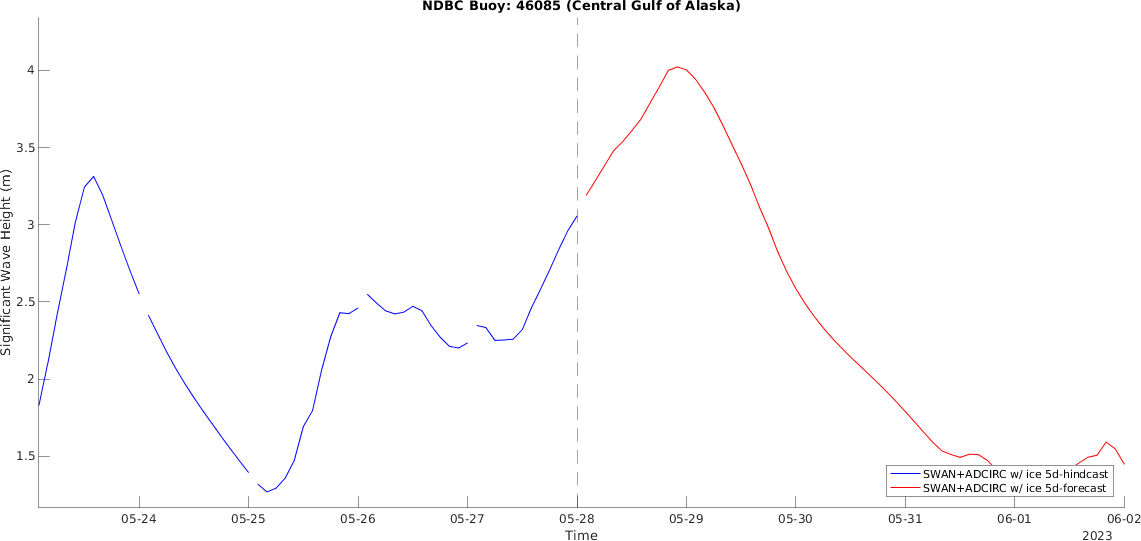 NDBC Buoy: 46085 (Central Gulf of Alaska)
Significant Wave Height (m)
4
3.5
3
2.5
2
1.5
SWAN+ADCIRC w/ ice 5d-hindcast
SWAN+ADCIRC w/ ice 5d-forecast
05-24 05-25 05-26 05-27 05-28 05-29 05-30 05-31 06-01 06-02
Time
2023